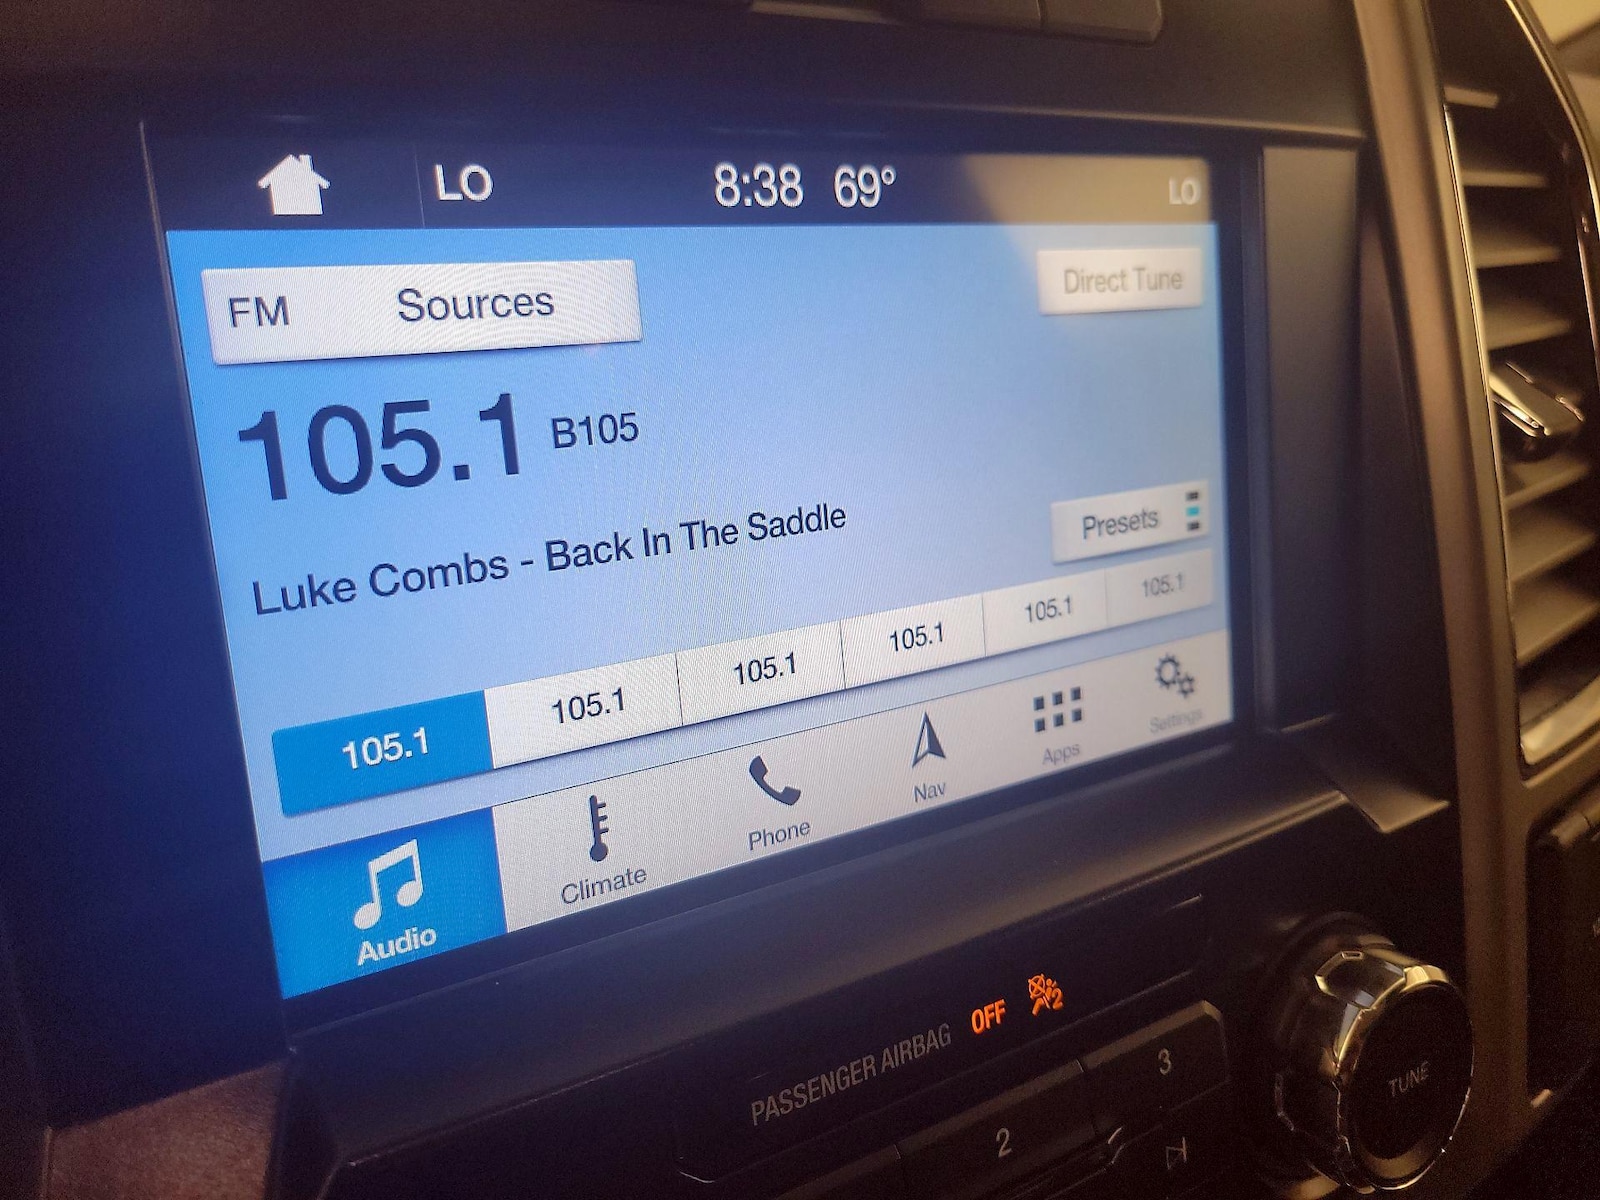 LO 8:38 69° LO
FM Sources Direct Tune
105.1 B105
Luke Combs - Back In The Saddle
Presets
105.1 105.1 105.1 105.1 105.1 105.1
Audio Climate Phone Nav Apps Settings
PASSENGER AIRBAG OFF 2
2 3
TUNE